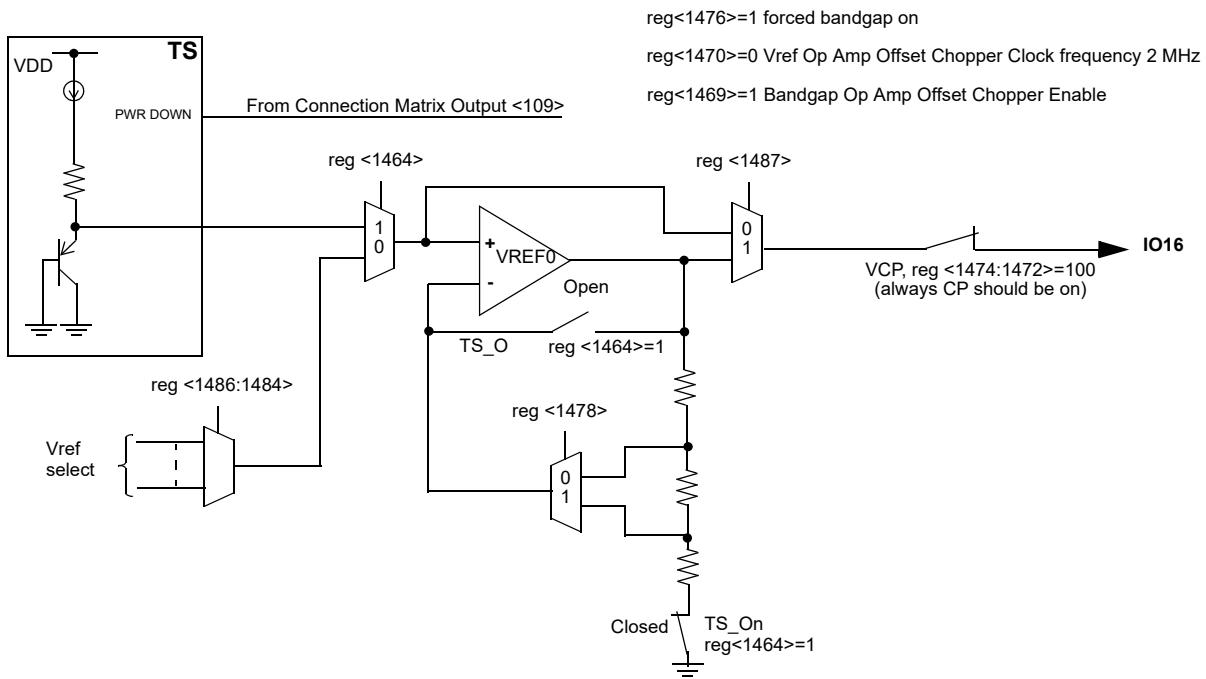 reg<1476>=1 forced bandgap on
reg<1470>=0 Vref Op Amp Offset Chopper Clock frequency 2 MHz
reg<1469>=1 Bandgap Op Amp Offset Chopper Enable
TS
VDD
PWR DOWN
From Connection Matrix Output <109>
reg <1464>
1
0
reg <1487>
0
1
+
VREF0
-
Open
TS_O
reg <1464>=1
VCP, reg <1474:1472>=100
(always CP should be on)
IO16
reg <1486:1484>
Vref
select
reg <1478>
0
1
Closed
TS_On
reg<1464>=1